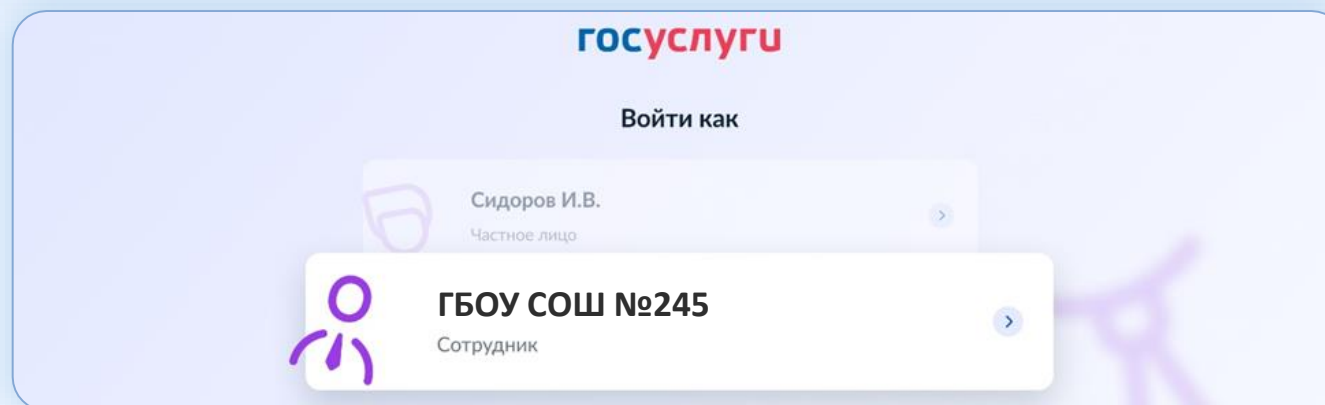 госуслуги
Войти как
Сидоров И.В.
Частное лицо
ГБОУ СОШ №245
Сотрудник